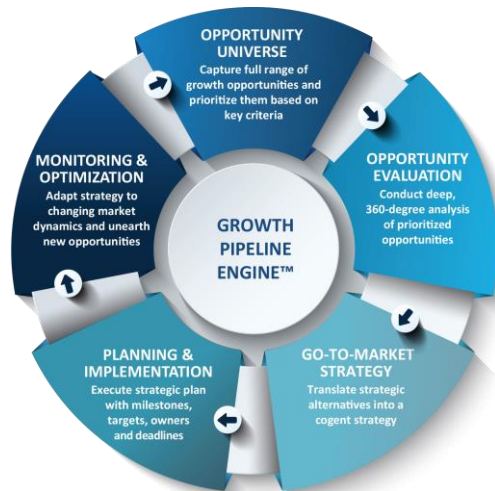 OPPORTUNITY
UNIVERSE
Capture full range of
growth opportunities and
prioritize them based on
key criteria
OPPORTUNITY
EVALUATION
Conduct deep,
360-degree analysis
of prioritized
opportunities
GO-TO-MARKET
STRATEGY
Translate strategic
alternatives into a
cogent strategy
PLANNING &
IMPLEMENTATION
Execute strategic plan
with milestones,
targets, owners
and deadlines
MONITORING &
OPTIMIZATION
Adapt strategy to
changing market
dynamics and unearth
new opportunities
GROWTH
PIPELINE
ENGINE™